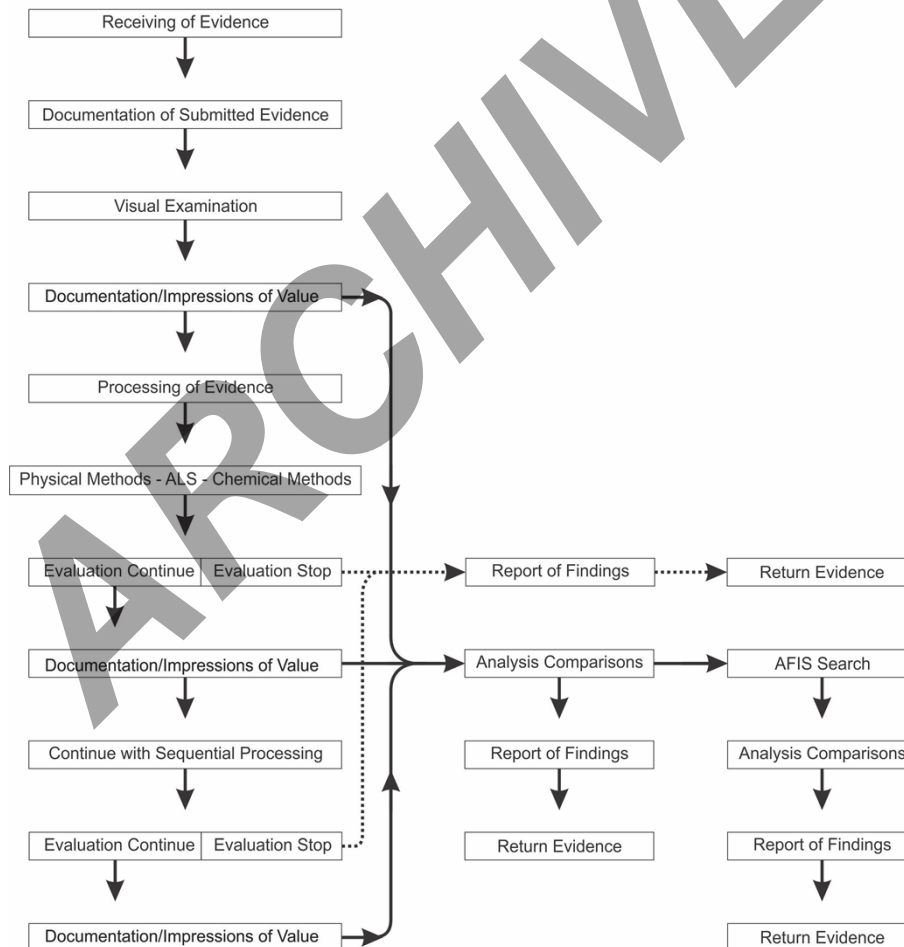 Receiving of Evidence
Documentation of Submitted Evidence
Visual Examination
Documentation/Impressions of Value
Processing of Evidence
Physical Methods - ALS - Chemical Methods
Evaluation Continue Evaluation Stop
Report of Findings
Return Evidence
Documentation/Impressions of Value
Analysis Comparisons
AFIS Search
Continue with Sequential Processing
Report of Findings
Analysis Comparisons
Evaluation Continue Evaluation Stop
Return Evidence
Report of Findings
Documentation/Impressions of Value
Return Evidence
ARCHIVE